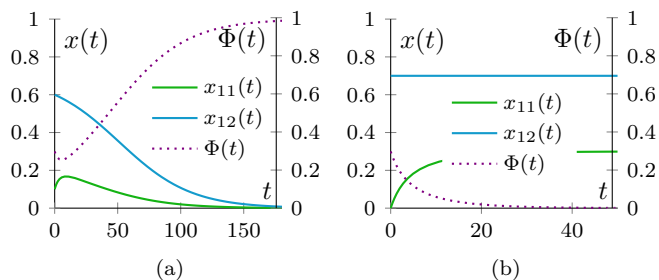 1 x(t) Φ(t) 1
0.8 0.8
0.6 0.6
0.4 0.4
0.2 0.2
0 0
x₁₁(t)
x₁₂(t)
Φ(t)
t
0 50 100 150
(a)
1 x(t) Φ(t) 1
0.8 0.8
0.6 0.6
0.4 0.4
0.2 0.2
0 0
x₁₁(t)
x₁₂(t)
Φ(t)
t
0 20 40
(b)